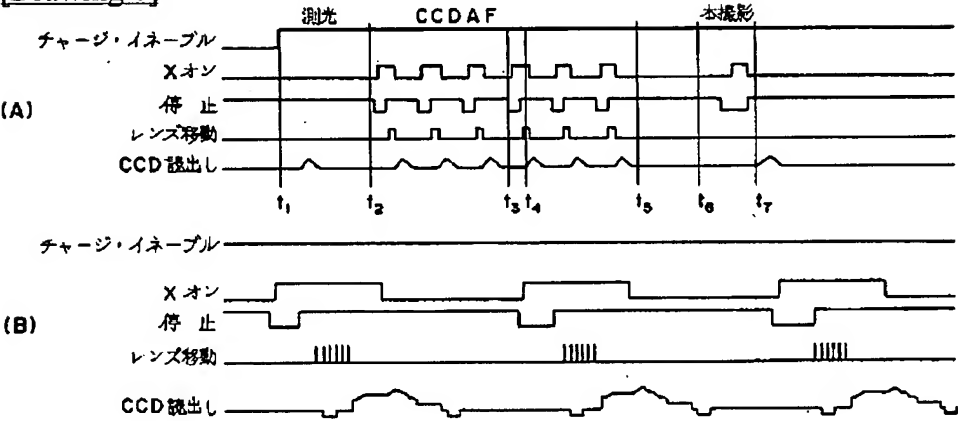 測光 CCDAF 本撮影
チャージ・イネーブル
Xオン
(A) 停止
レンズ移動
CCD読出し
t1 t2 t3 t4 t5 t6 t7
チャージ・イネーブル
Xオン
(B) 停止
レンズ移動
CCD読出し